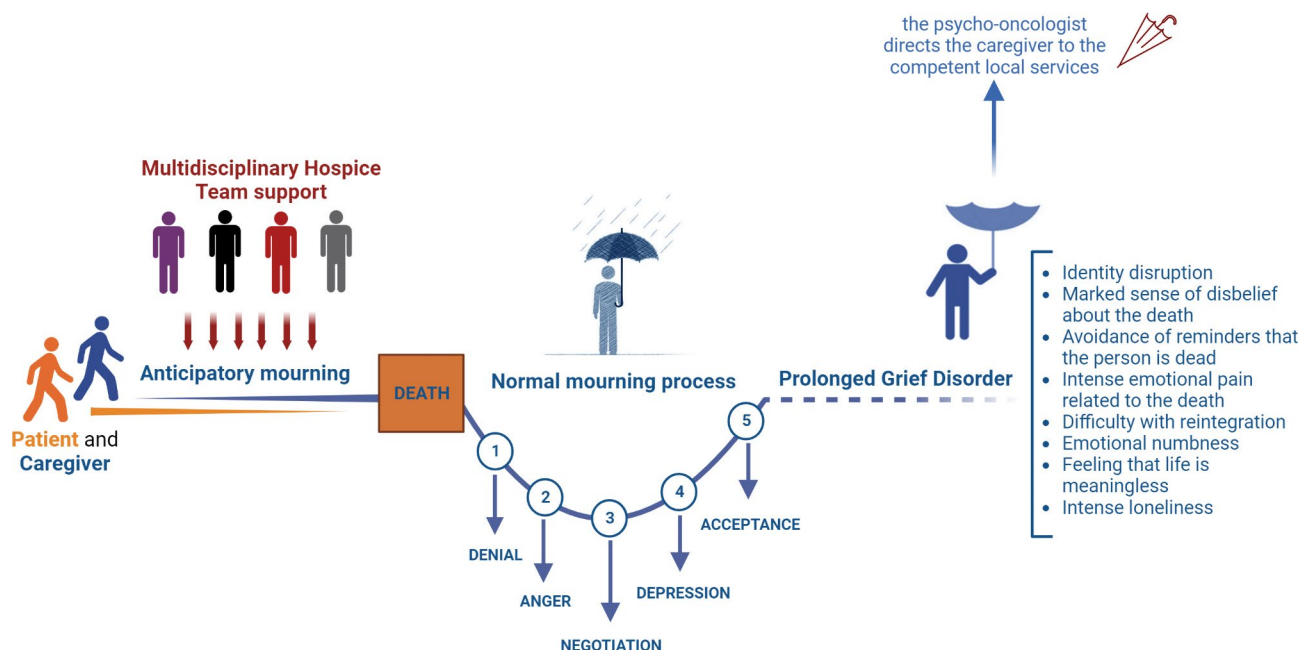 the psycho-oncologist
directs the caregiver to the
competent local services
Multidisciplinary Hospice
Team support
Anticipatory mourning
Patient and
Caregiver
DEATH
Normal mourning process
1
2
3
4
5
DENIAL
ANGER
NEGOTIATION
DEPRESSION
ACCEPTANCE
Prolonged Grief Disorder
• Identity disruption
• Marked sense of disbelief
about the death
• Avoidance of reminders that
the person is dead
• Intense emotional pain
related to the death
• Difficulty with reintegration
• Emotional numbness
• Feeling that life is
meaningless
• Intense loneliness